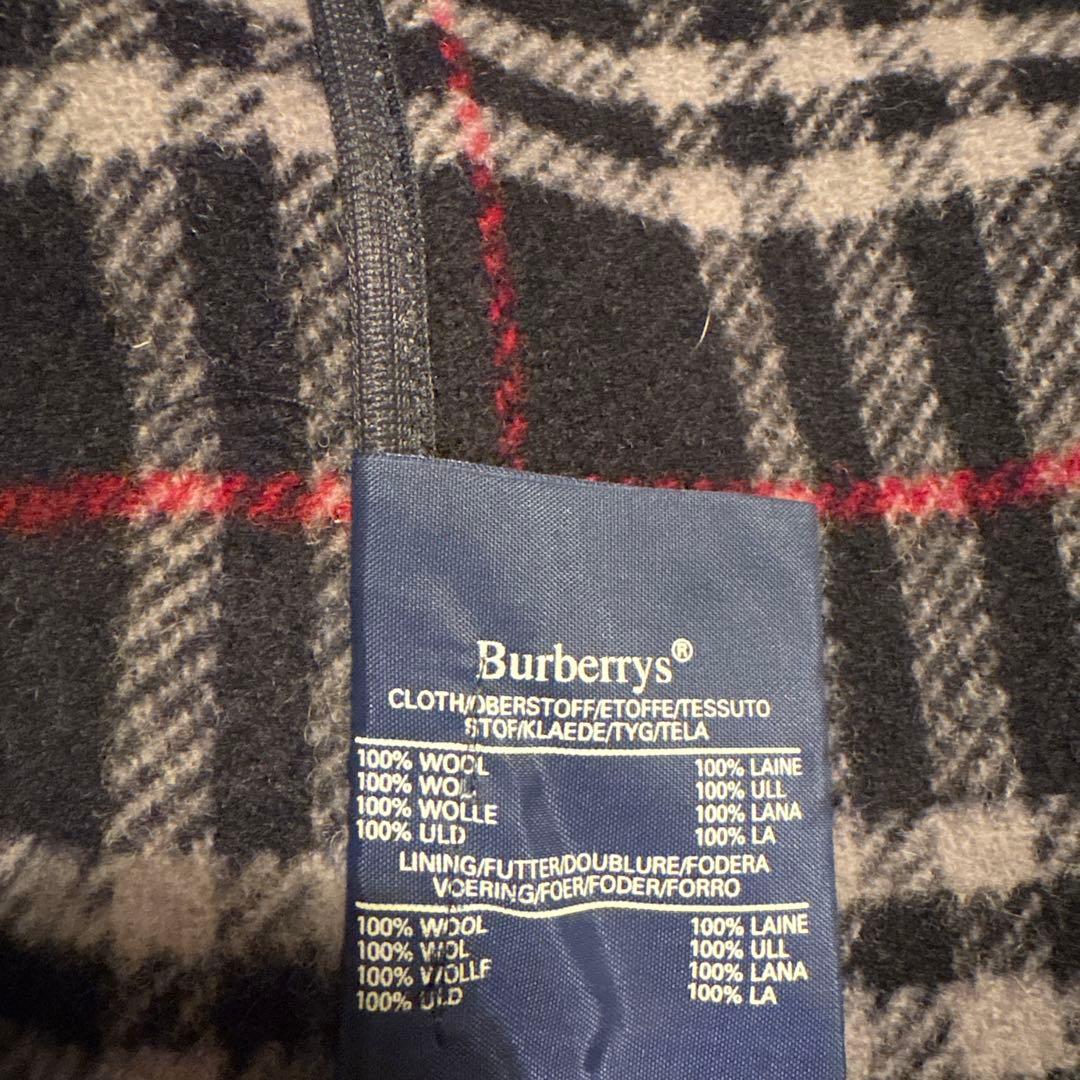 Burberrys®
CLOTH/OBERSTOFF/ETOFFE/TESSUTO
STOF/KLAEDE/TYG/TELA
100% WOOL 100% LAINE
100% WOL 100% ULL
100% WOLLE 100% LANA
100% ULD 100% LA
LINING/FUTTER/DOUBLURE/FODERA
VOERING/FOER/FODER/FORRO
100% WOOL 100% LAINE
100% WOL 100% ULL
100% WOLLE 100% LANA
100% ULD 100% LA